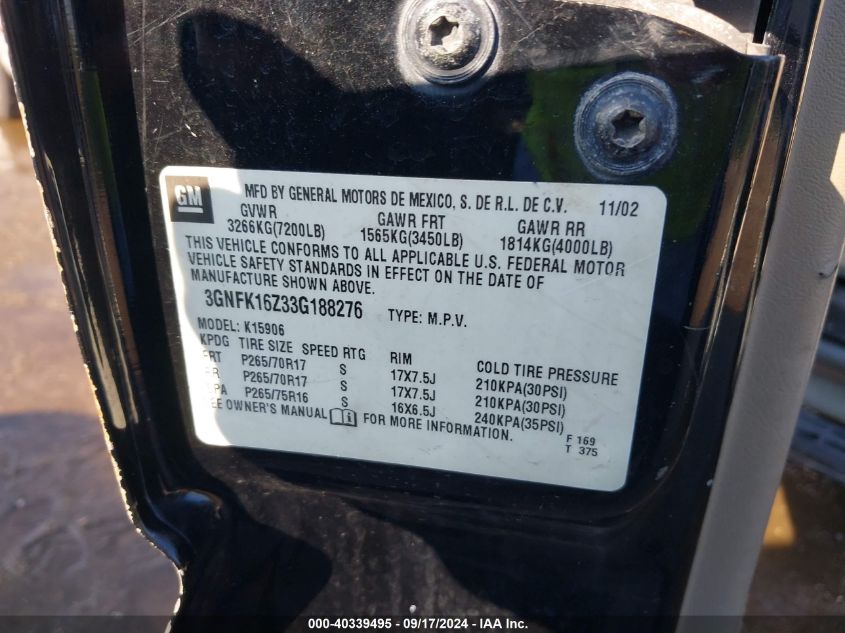 GM
MFD BY GENERAL MOTORS DE MEXICO, S. DE R.L. DE C.V. 11/02
GVWR GAWR FRT GAWR RR
3266KG(7200LB) 1565KG(3450LB) 1814KG(4000LB)
THIS VEHICLE CONFORMS TO ALL APPLICABLE U.S. FEDERAL MOTOR
VEHICLE SAFETY STANDARDS IN EFFECT ON THE DATE OF
MANUFACTURE SHOWN ABOVE.
3GNFK16Z33G188276 TYPE: M.P.V.
MODEL: K15906
KPDG TIRE SIZE SPEED RTG RIM COLD TIRE PRESSURE
FRT P265/70R17 S 17X7.5J 210KPA(30PSI)
RR P265/70R17 S 17X7.5J 210KPA(30PSI)
PA P265/75R16 S 16X6.5J 240KPA(35PSI)
EE OWNER'S MANUAL FOR MORE INFORMATION.
F 169
T 375
000-40339495 - 09/17/2024 - IAA Inc.